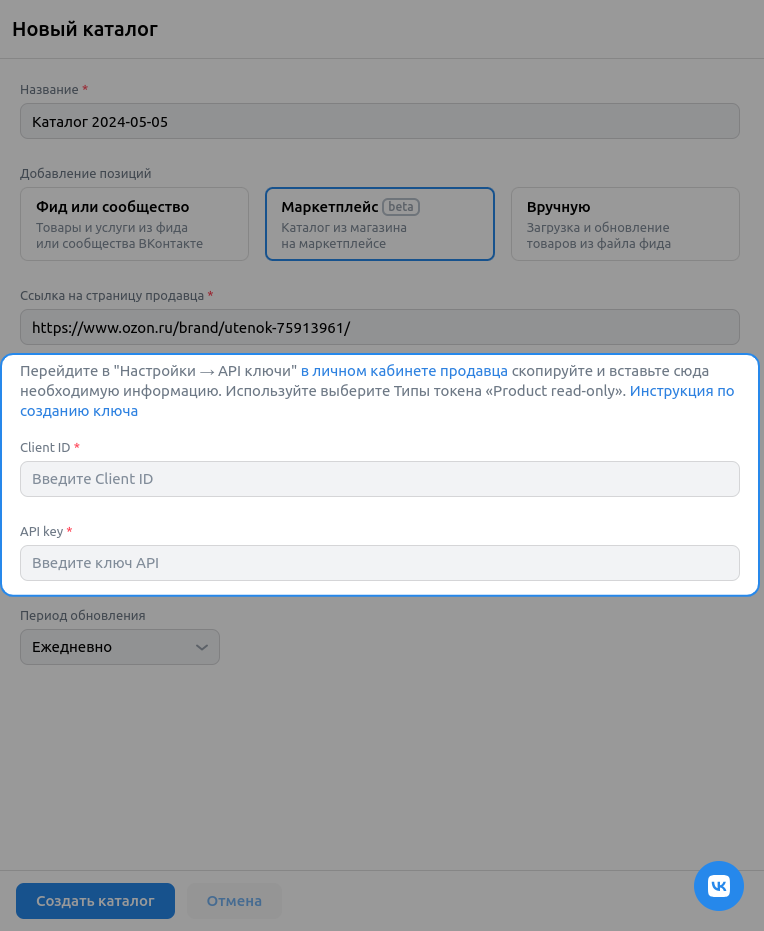 Новый каталог
Название *
Каталог 2024-05-05
Добавление позиций
Фид или сообщество
Товары и услуги из фида
или сообщества ВКонтакте
Маркетплейс beta
Каталог из магазина
на маркетплейсе
Вручную
Загрузка и обновление
товаров из файла фида
Ссылка на страницу продавца *
https://www.ozon.ru/brand/utenok-75913961/
Перейдите в "Настройки → API ключи" в личном кабинете продавца скопируйте и вставьте сюда
необходимую информацию. Используйте выберите Типы токена «Product read-only». Инструкция по
созданию ключа
Client ID *
Введите Client ID
API key *
Введите ключ API
Период обновления
Ежедневно
Создать каталог
Отмена